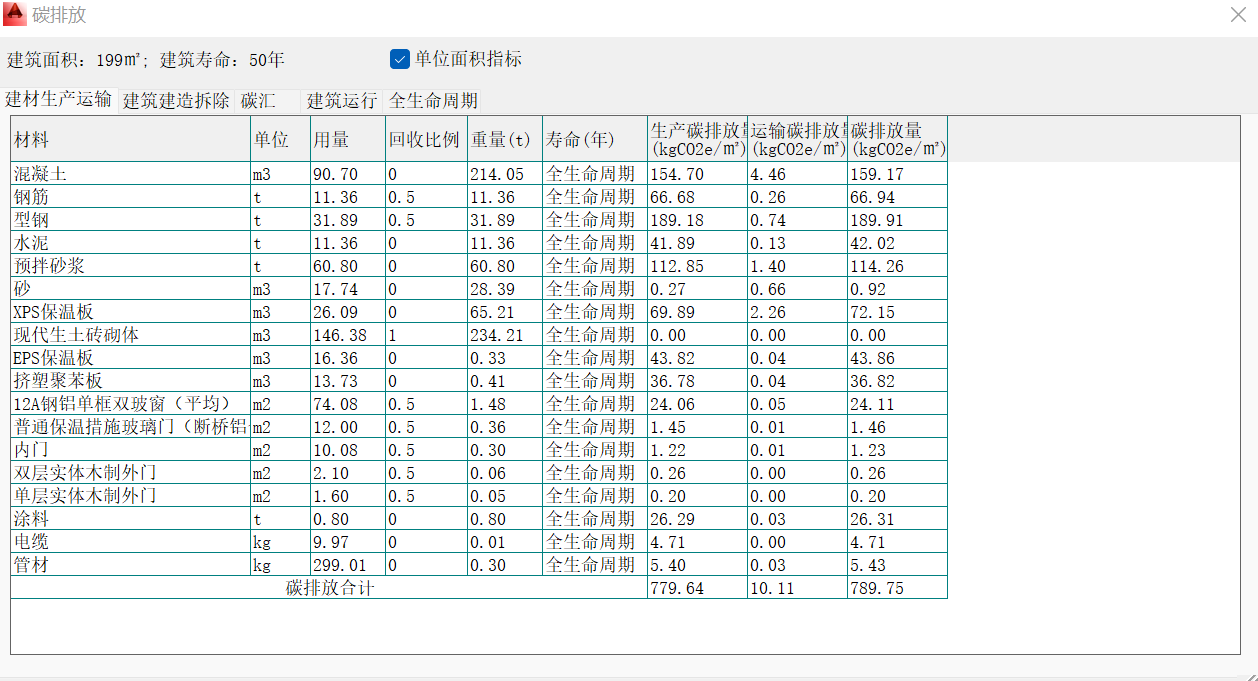 碳排放
建筑面积: 199㎡; 建筑寿命: 50年 单位面积指标
建材生产运输 建筑建造拆除 碳汇 建筑运行 全生命周期
材料 单位 用量 回收比例 重量(t) 寿命(年) 生产碳排放量(kgCO2e/㎡) 运输碳排放量(kgCO2e/㎡) 碳排放量(kgCO2e/㎡)
混凝土 m3 90.70 0 214.05 全生命周期 154.70 4.46 159.17
钢筋 t 11.36 0.5 11.36 全生命周期 66.68 0.26 66.94
型钢 t 31.89 0.5 31.89 全生命周期 189.18 0.74 189.91
水泥 t 11.36 0 11.36 全生命周期 41.89 0.13 42.02
预拌砂浆 t 60.80 0 60.80 全生命周期 112.85 1.40 114.26
砂 m3 17.74 0 28.39 全生命周期 0.27 0.66 0.92
XPS保温板 m3 26.09 0 65.21 全生命周期 69.89 2.26 72.15
现代生土砖砌体 m3 146.38 1 234.21 全生命周期 0.00 0.00 0.00
EPS保温板 m3 16.36 0 0.33 全生命周期 43.82 0.04 43.86
挤塑聚苯板 m3 13.73 0 0.41 全生命周期 36.78 0.04 36.82
12A钢铝单框双玻窗（平均） m2 74.08 0.5 1.48 全生命周期 24.06 0.05 24.11
普通保温措施玻璃门（断桥铝 m2 12.00 0.5 0.36 全生命周期 1.45 0.01 1.46
内门 m2 10.08 0.5 0.30 全生命周期 1.22 0.01 1.23
双层实体木制外门 m2 2.10 0.5 0.06 全生命周期 0.26 0.00 0.26
单层实体木制外门 m2 1.60 0.5 0.05 全生命周期 0.20 0.00 0.20
涂料 t 0.80 0 0.80 全生命周期 26.29 0.03 26.31
电缆 kg 9.97 0 0.01 全生命周期 4.71 0.00 4.71
管材 kg 299.01 0 0.30 全生命周期 5.40 0.03 5.43
碳排放合计 779.64 10.11 789.75